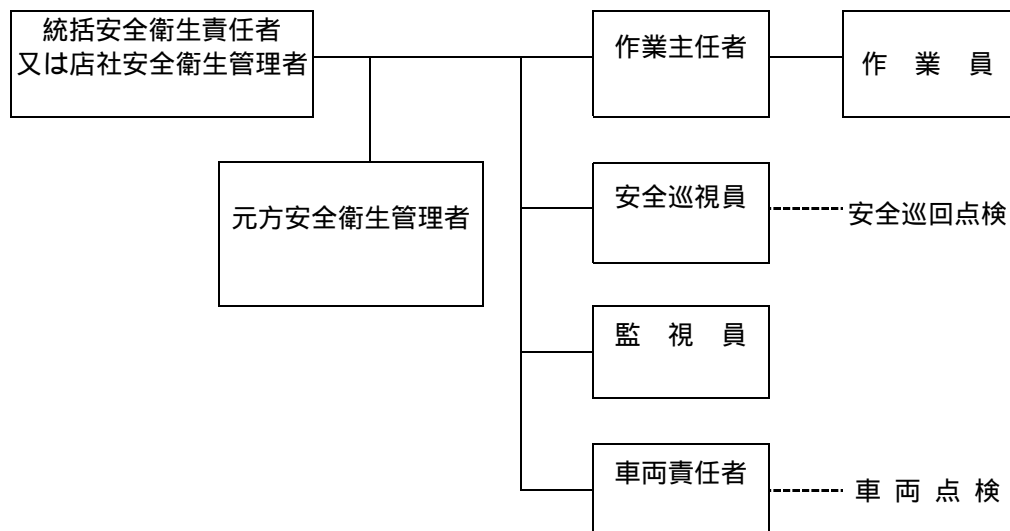 統括安全衛生責任者
又は店社安全衛生管理者
作業主任者
作　業　員
元方安全衛生管理者
安全巡視員
安全巡回点検
監　視　員
車両責任者
車 両 点 検